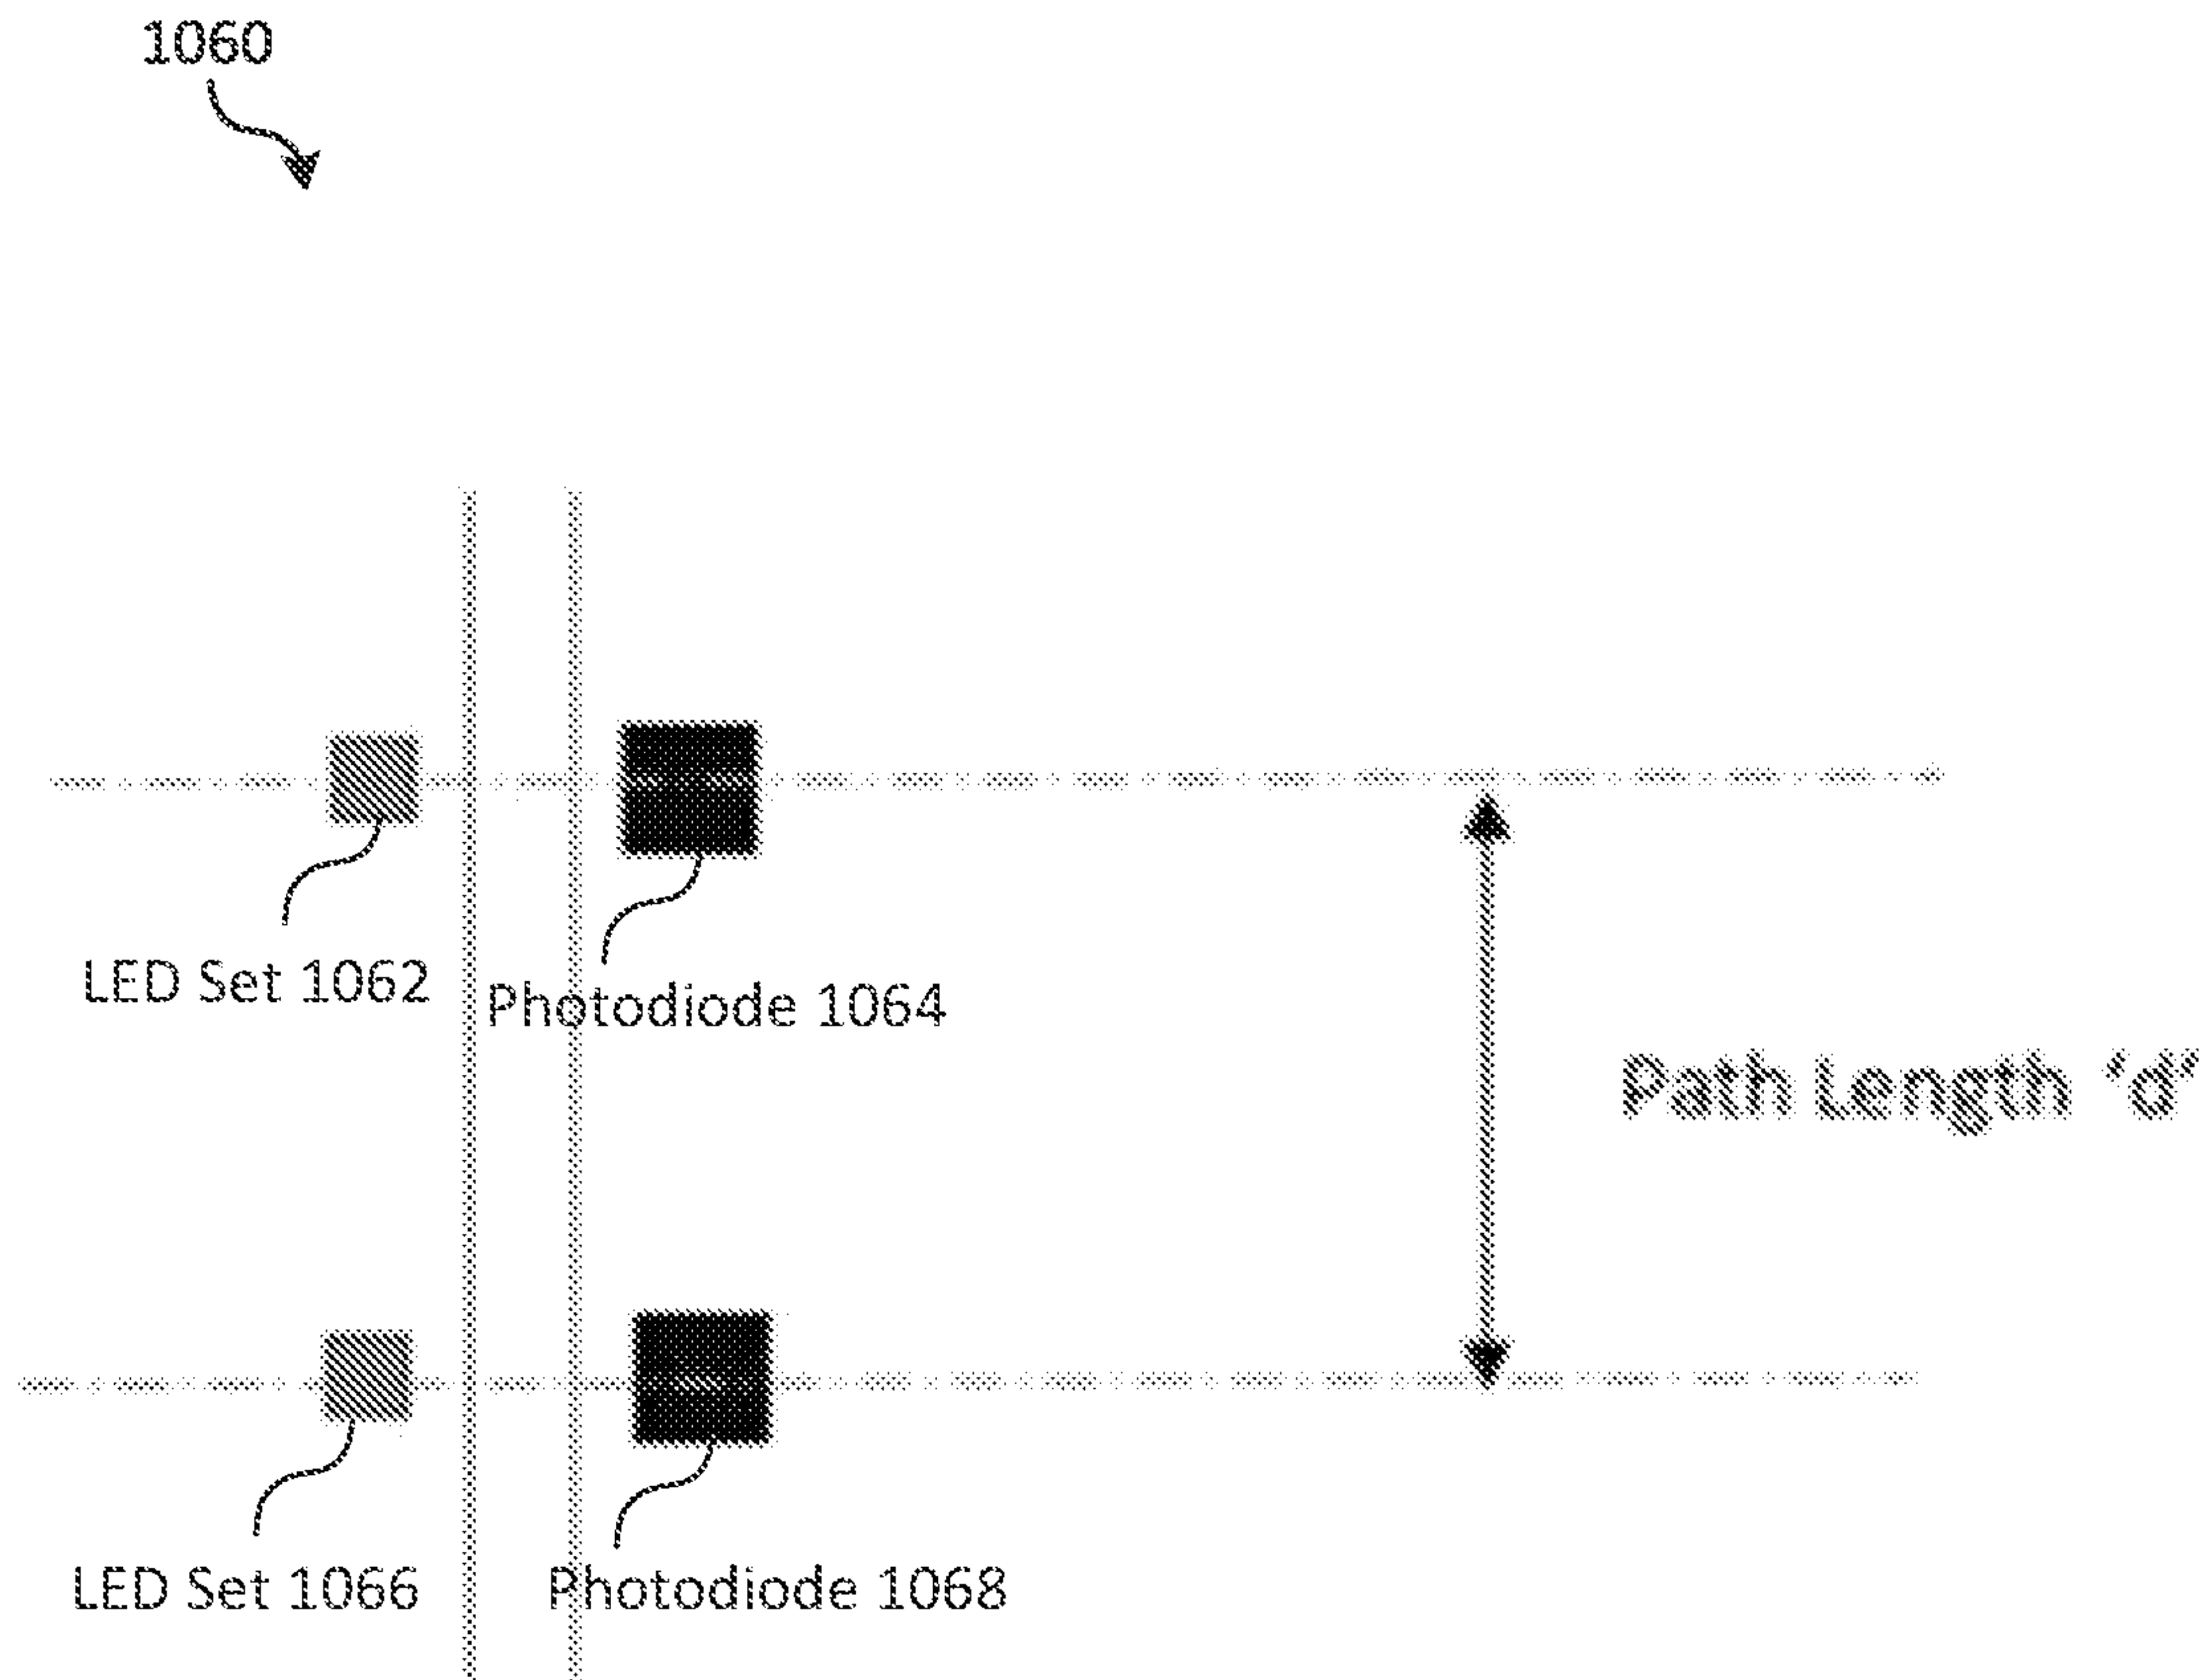 1060
LED Set 1062
Photodiode 1064
Path Length 'd'
LED Set 1066
Photodiode 1068